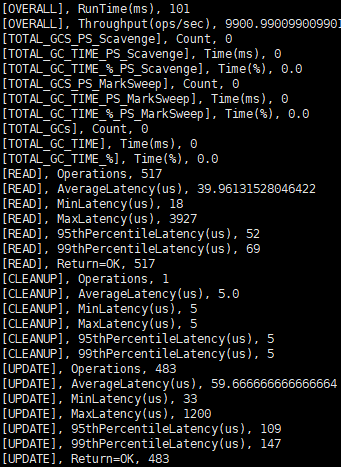 [OVERALL], RunTime(ms), 101
[OVERALL], Throughput(ops/sec), 9900.990099009901
[TOTAL_GCS_PS_Scavenge], Count, 0
[TOTAL_GC_TIME_PS_Scavenge], Time(ms), 0
[TOTAL_GC_TIME_%_PS_Scavenge], Time(%), 0.0
[TOTAL_GCS_PS_MarkSweep], Count, 0
[TOTAL_GC_TIME_PS_MarkSweep], Time(ms), 0
[TOTAL_GC_TIME_%_PS_MarkSweep], Time(%), 0.0
[TOTAL_GCs], Count, 0
[TOTAL_GC_TIME], Time(ms), 0
[TOTAL_GC_TIME_%], Time(%), 0.0
[READ], Operations, 517
[READ], AverageLatency(us), 39.96131528046422
[READ], MinLatency(us), 18
[READ], MaxLatency(us), 3927
[READ], 95thPercentileLatency(us), 52
[READ], 99thPercentileLatency(us), 69
[READ], Return=OK, 517
[CLEANUP], Operations, 1
[CLEANUP], AverageLatency(us), 5.0
[CLEANUP], MinLatency(us), 5
[CLEANUP], MaxLatency(us), 5
[CLEANUP], 95thPercentileLatency(us), 5
[CLEANUP], 99thPercentileLatency(us), 5
[UPDATE], Operations, 483
[UPDATE], AverageLatency(us), 59.666666666666664
[UPDATE], MinLatency(us), 33
[UPDATE], MaxLatency(us), 1200
[UPDATE], 95thPercentileLatency(us), 109
[UPDATE], 99thPercentileLatency(us), 147
[UPDATE], Return=OK, 483